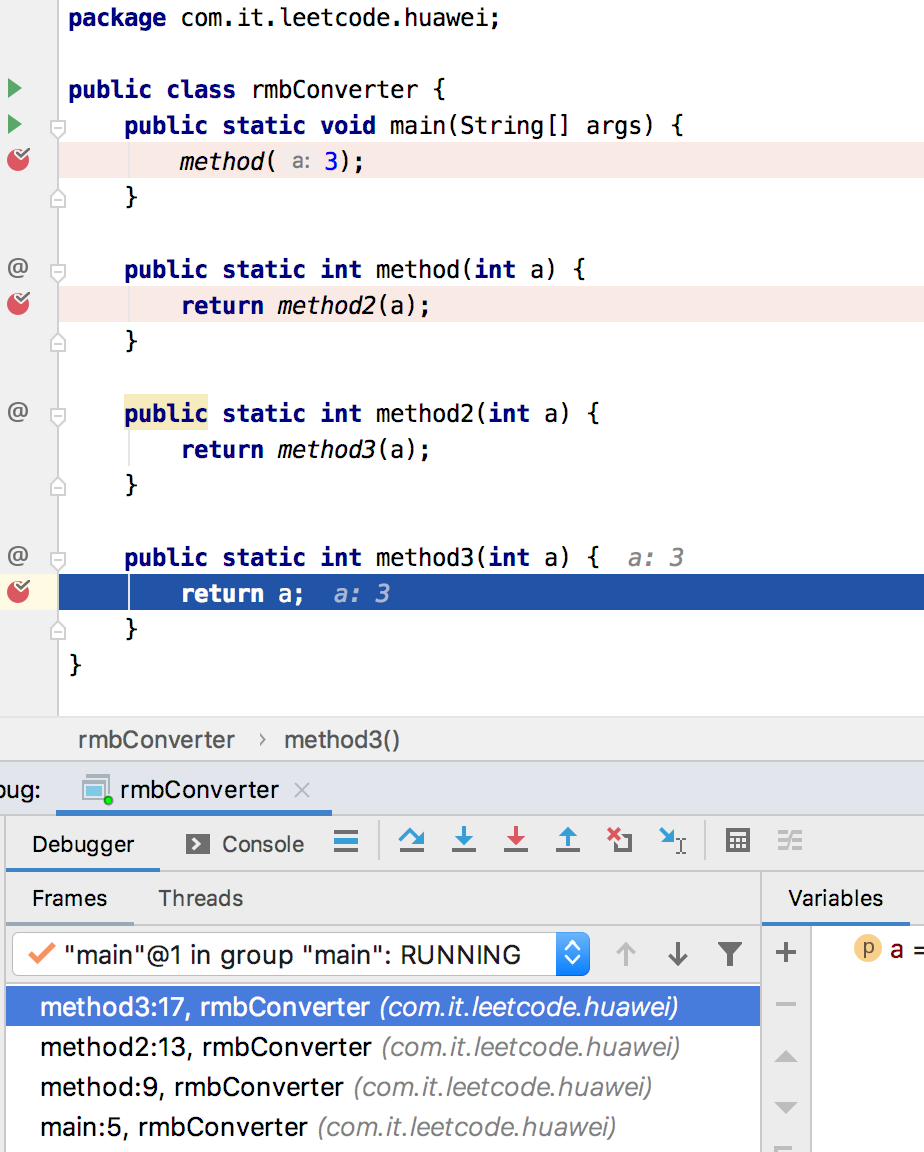 package com.it.leetcode.huawei;
public class rmbConverter {
public static void main(String[] args) {
method( a: 3);
}
@ public static int method(int a) {
return method2(a);
}
@ public static int method2(int a) {
return method3(a);
}
@ public static int method3(int a) { a: 3
return a; a: 3
}
}
rmbConverter › method3()
bug: rmbConverter ×
Debugger Console
Frames Threads Variables
"main"@1 in group "main": RUNNING
p a =
method3:17, rmbConverter (com.it.leetcode.huawei)
method2:13, rmbConverter (com.it.leetcode.huawei)
method:9, rmbConverter (com.it.leetcode.huawei)
main:5, rmbConverter (com.it.leetcode.huawei)